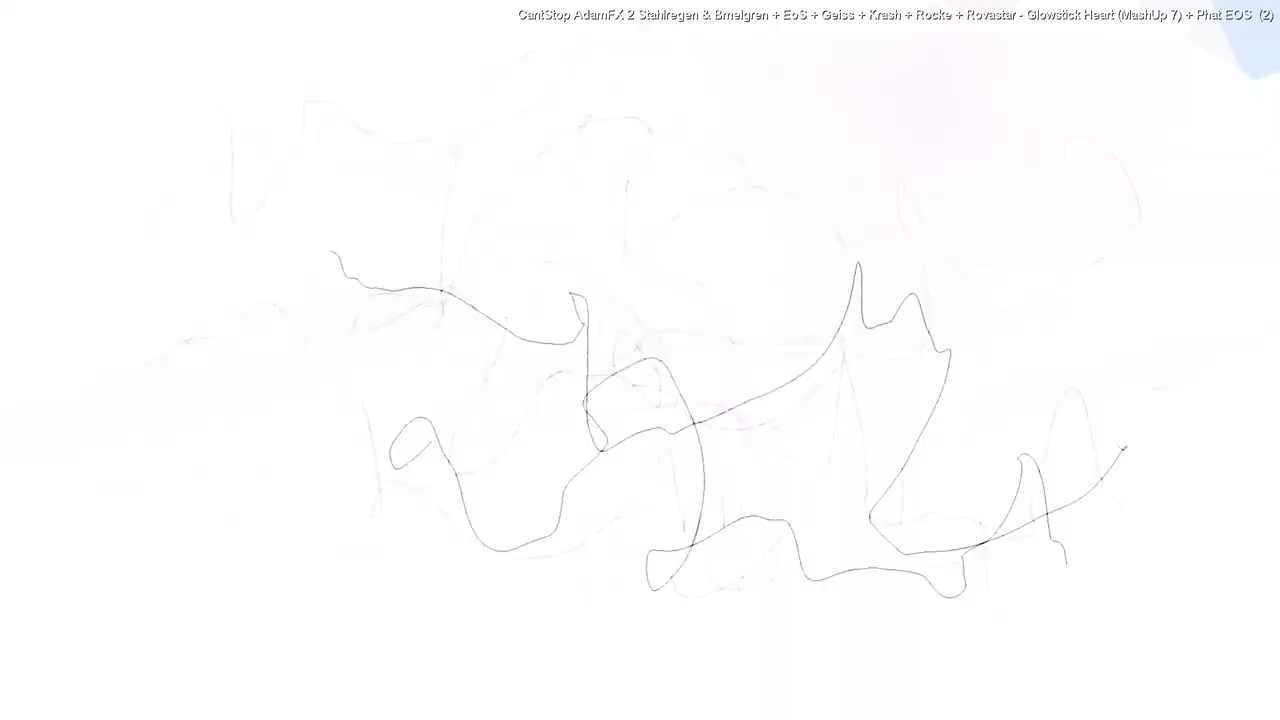 CantStop AdamFX 2 Stahlregen & Bmelgren + EoS + Geiss + Krash + Rocke + Rovastar - Glowstick Heart (MashUp 7) + Phat EOS (2)